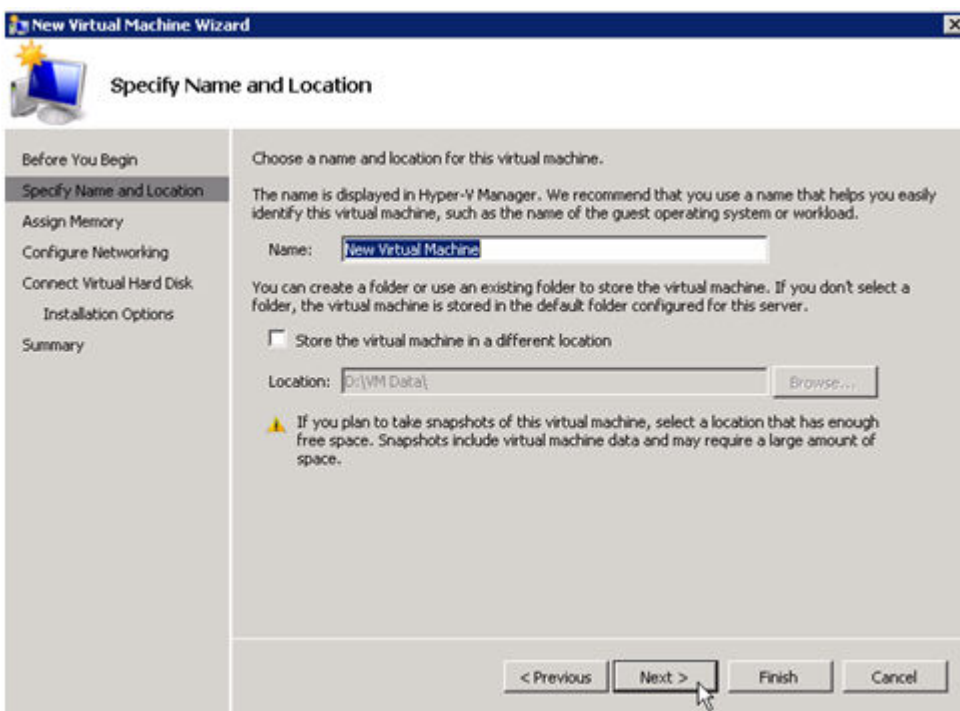 New Virtual Machine Wizard
Specify Name and Location
Before You Begin
Specify Name and Location
Assign Memory
Configure Networking
Connect Virtual Hard Disk
Installation Options
Summary
Choose a name and location for this virtual machine.
The name is displayed in Hyper-V Manager. We recommend that you use a name that helps you easily
identify this virtual machine, such as the name of the guest operating system or workload.
Name: New Virtual Machine
You can create a folder or use an existing folder to store the virtual machine. If you don't select a
folder, the virtual machine is stored in the default folder configured for this server.
Store the virtual machine in a different location
Location: D:\VM Data\ Browse...
If you plan to take snapshots of this virtual machine, select a location that has enough
free space. Snapshots include virtual machine data and may require a large amount of
space.
< Previous Next > Finish Cancel